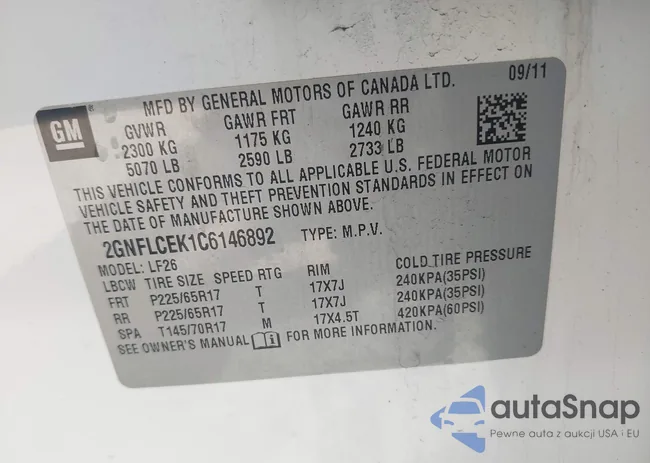 GM
MFD BY GENERAL MOTORS OF CANADA LTD. 09/11
GVWR GAWR FRT GAWR RR
2300 KG 1175 KG 1240 KG
5070 LB 2590 LB 2733 LB
THIS VEHICLE CONFORMS TO ALL APPLICABLE U.S. FEDERAL MOTOR
VEHICLE SAFETY AND THEFT PREVENTION STANDARDS IN EFFECT ON
THE DATE OF MANUFACTURE SHOWN ABOVE.
2GNFLCEK1C6146892 TYPE: M.P.V.
MODEL: LF26
LBCW TIRE SIZE SPEED RTG RIM COLD TIRE PRESSURE
FRT P225/65R17 T 17X7J 240KPA(35PSI)
RR P225/65R17 T 17X7J 240KPA(35PSI)
SPA T145/70R17 M 17X4.5T 420KPA(60PSI)
SEE OWNER'S MANUAL FOR MORE INFORMATION.
autoSnap
Pewne auta z aukcji USA i EU